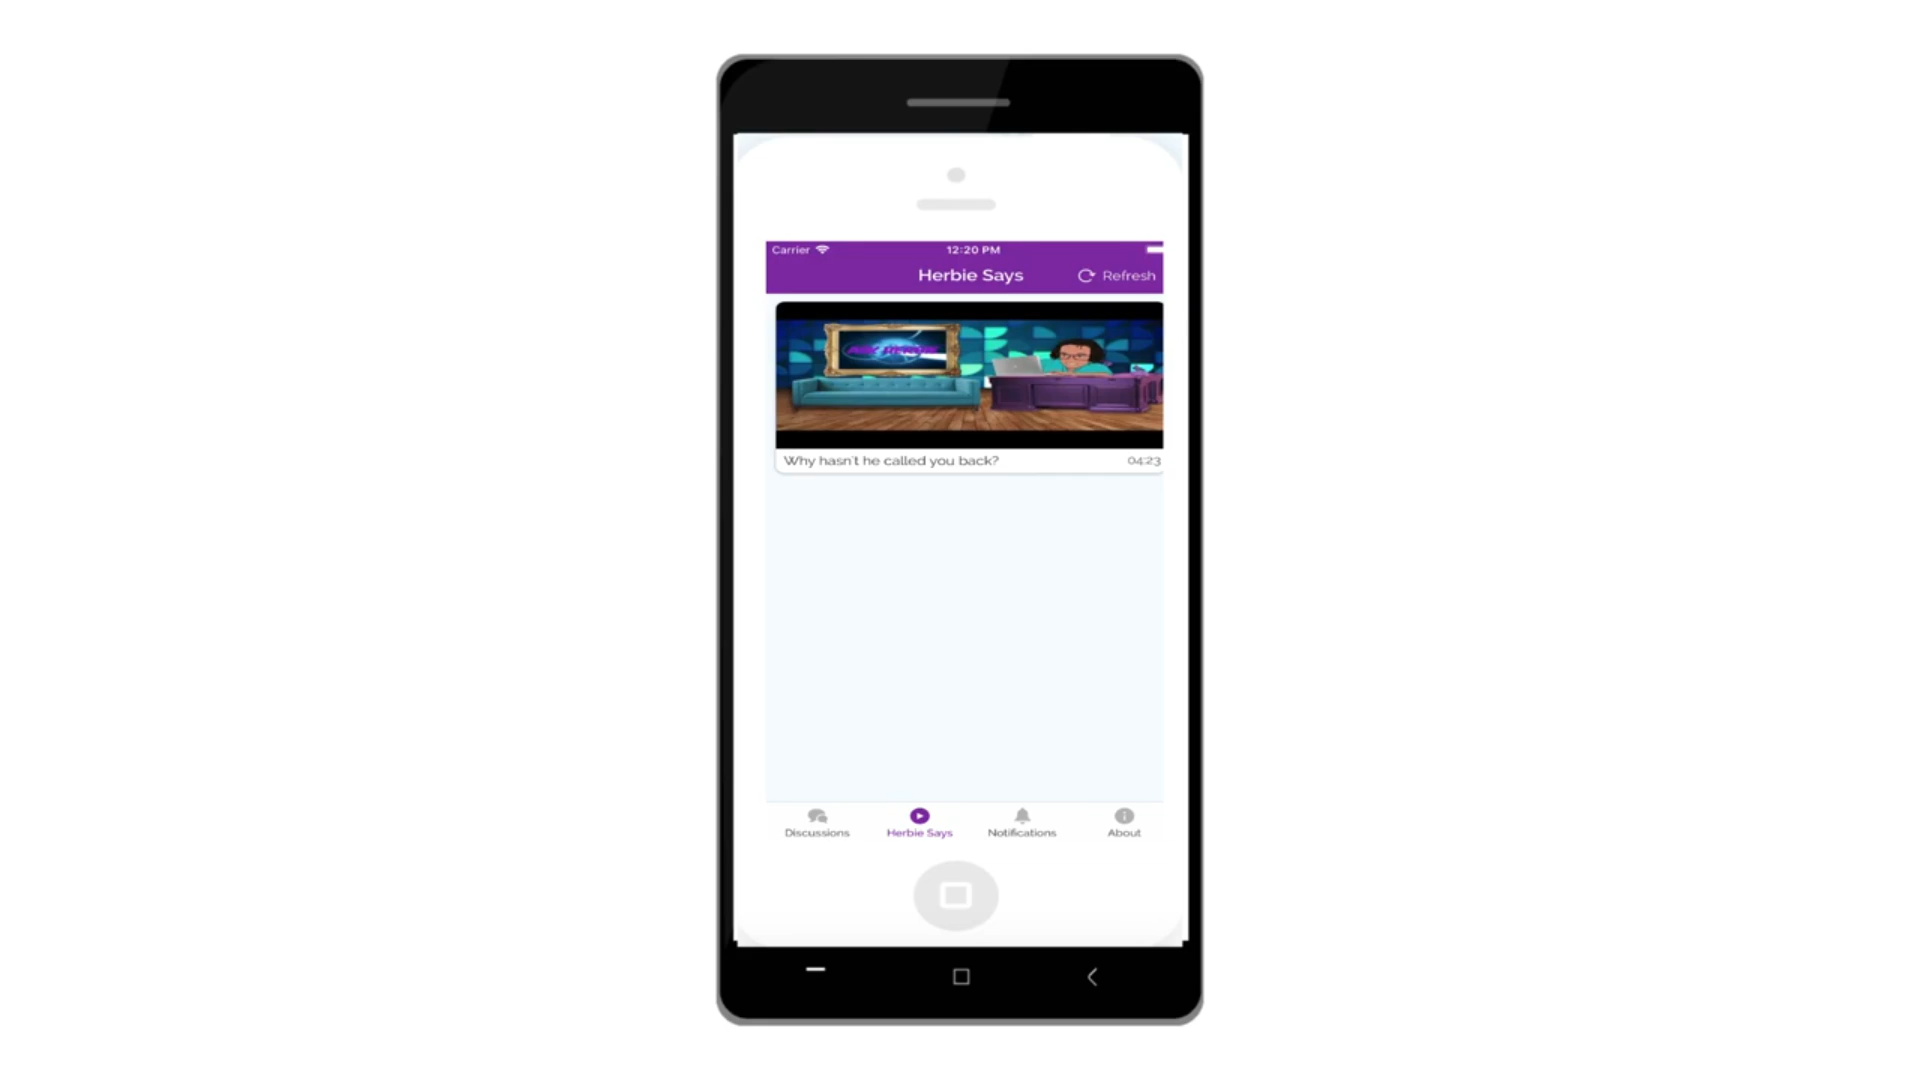 Carrier 12:20 PM
Herbie Says Refresh
Why hasn't he called you back? 04:23
Discussions Herbie Says Notifications About